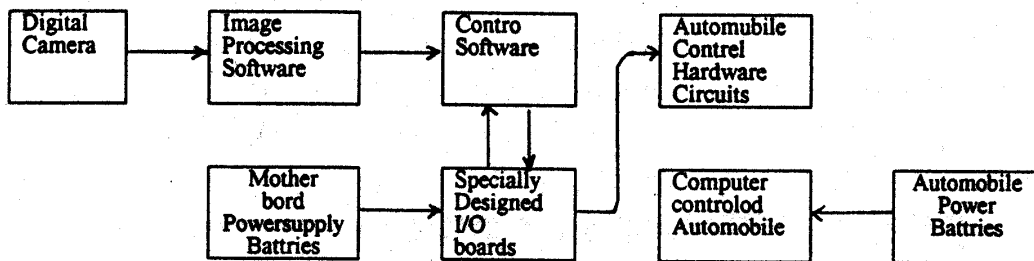 Digital
Camera
Image
Processing
Software
Contro
Software
Automubile
Contrel
Hardware
Circuits
Mother
bord
Powersupply
Battries
Specially
Designed
I/O
boards
Computer
controlod
Automobile
Automobile
Power
Battries